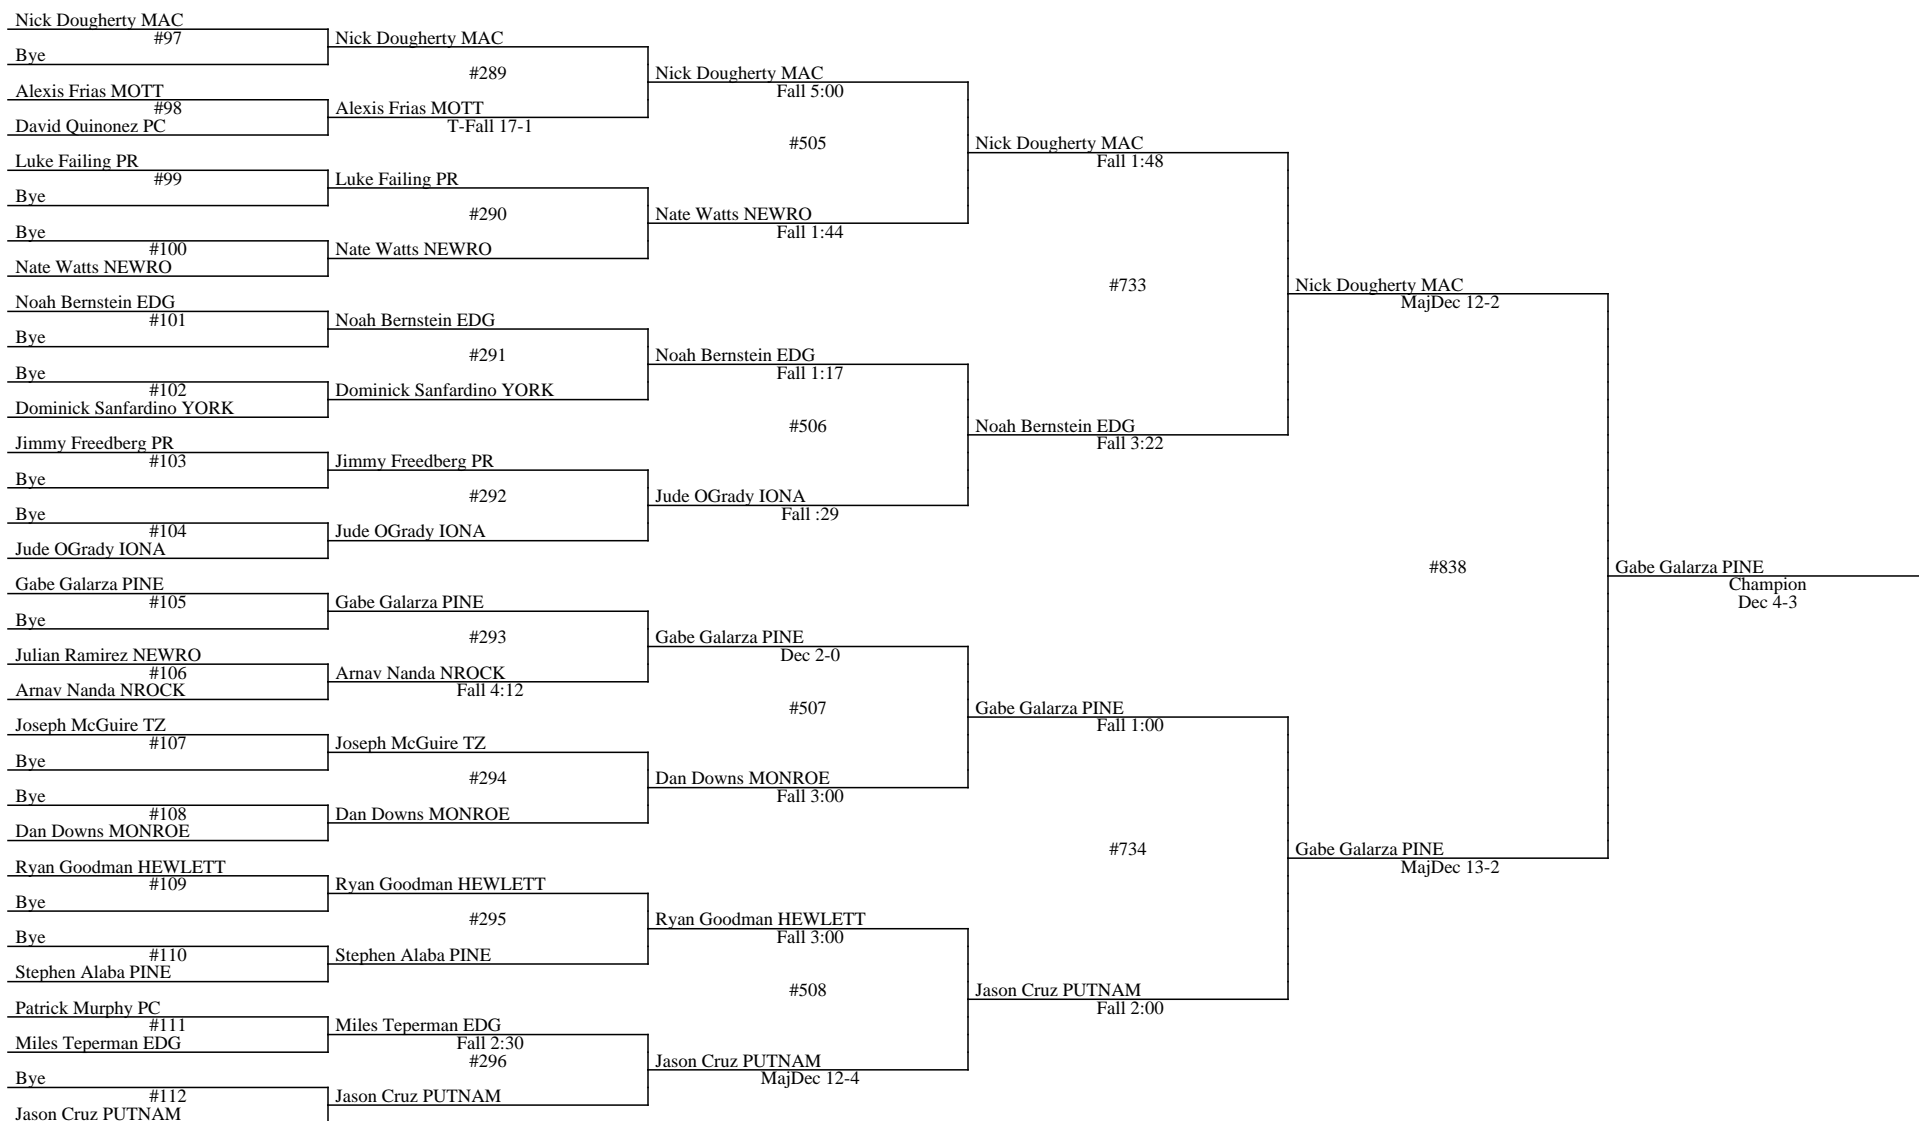 Nick Dougherty MAC
#97
Bye
Alexis Frias MOTT
#98
David Quinonez PC
Luke Failing PR
#99
Bye
Bye
#100
Nate Watts NEWRO
Noah Bernstein EDG
#101
Bye
Bye
#102
Dominick Sanfardino YORK
Jimmy Freedberg PR
#103
Bye
Bye
#104
Jude OGrady IONA
Gabe Galarza PINE
#105
Bye
Julian Ramirez NEWRO
#106
Arnav Nanda NROCK
Joseph McGuire TZ
#107
Bye
Bye
#108
Dan Downs MONROE
Ryan Goodman HEWLETT
#109
Bye
Bye
#110
Stephen Alaba PINE
Patrick Murphy PC
#111
Miles Teperman EDG
Bye
#112
Jason Cruz PUTNAM
Nick Dougherty MAC
#289
Alexis Frias MOTT
T-Fall 17-1
Luke Failing PR
#290
Nate Watts NEWRO
Noah Bernstein EDG
#291
Dominick Sanfardino YORK
Jimmy Freedberg PR
#292
Jude OGrady IONA
Gabe Galarza PINE
#293
Arnav Nanda NROCK
Fall 4:12
Joseph McGuire TZ
#294
Dan Downs MONROE
Ryan Goodman HEWLETT
#295
Stephen Alaba PINE
Miles Teperman EDG
Fall 2:30
#296
Jason Cruz PUTNAM
Nick Dougherty MAC
Fall 5:00
#505
Nate Watts NEWRO
Fall 1:44
Noah Bernstein EDG
Fall 1:17
#506
Jude OGrady IONA
Fall :29
Gabe Galarza PINE
Dec 2-0
#507
Dan Downs MONROE
Fall 3:00
Ryan Goodman HEWLETT
Fall 3:00
#508
Jason Cruz PUTNAM
MajDec 12-4
Nick Dougherty MAC
Fall 1:48
#733
Noah Bernstein EDG
Fall 3:22
Gabe Galarza PINE
Fall 1:00
#734
Jason Cruz PUTNAM
Fall 2:00
Nick Dougherty MAC
MajDec 12-2
#838
Gabe Galarza PINE
MajDec 13-2
Gabe Galarza PINE
Champion
Dec 4-3